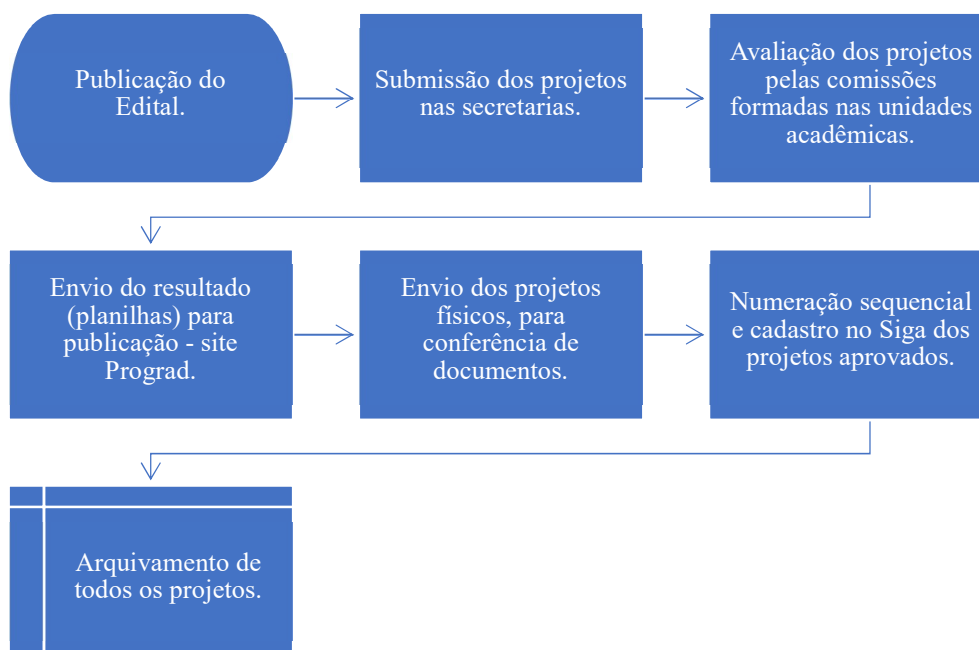 Publicação do
Edital.
Submissão dos projetos
nas secretarias.
Avaliação dos projetos
pelas comissões
formadas nas unidades
acadêmicas.
Envio do resultado
(planilhas) para
publicação - site
Prograd.
Envio dos projetos
físicos, para
conferência de
documentos.
Numeração sequencial
e cadastro no Siga dos
projetos aprovados.
Arquivamento de
todos os projetos.